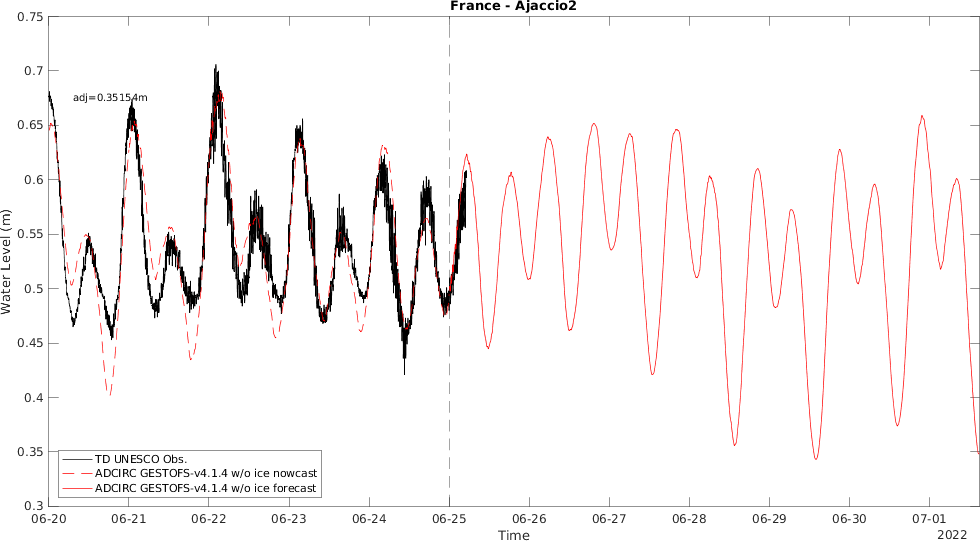 France - Ajaccio2
0.75
0.7
0.65
0.6
0.55
0.5
0.45
0.4
0.35
0.3
Water Level (m)
adj=0.35154m
TD UNESCO Obs.
ADCIRC GESTOFS-v4.1.4 w/o ice nowcast
ADCIRC GESTOFS-v4.1.4 w/o ice forecast
06-20 06-21 06-22 06-23 06-24 06-25 06-26 06-27 06-28 06-29 06-30 07-01
Time
2022